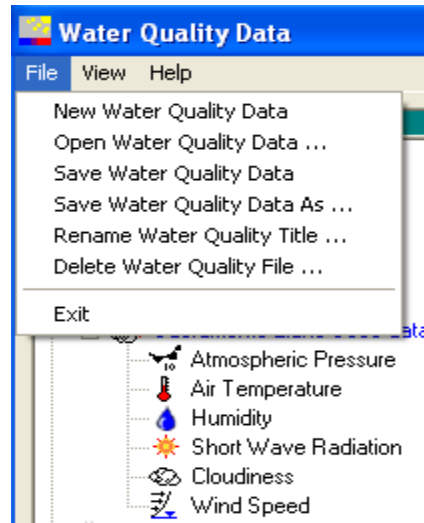 Water Quality Data
File View Help
New Water Quality Data
Open Water Quality Data ...
Save Water Quality Data
Save Water Quality Data As ...
Rename Water Quality Title ...
Delete Water Quality File ...
Exit
Atmospheric Pressure
10
Air Temperature
Humidity
Short Wave Radiation
Cloudiness
Wind Speed